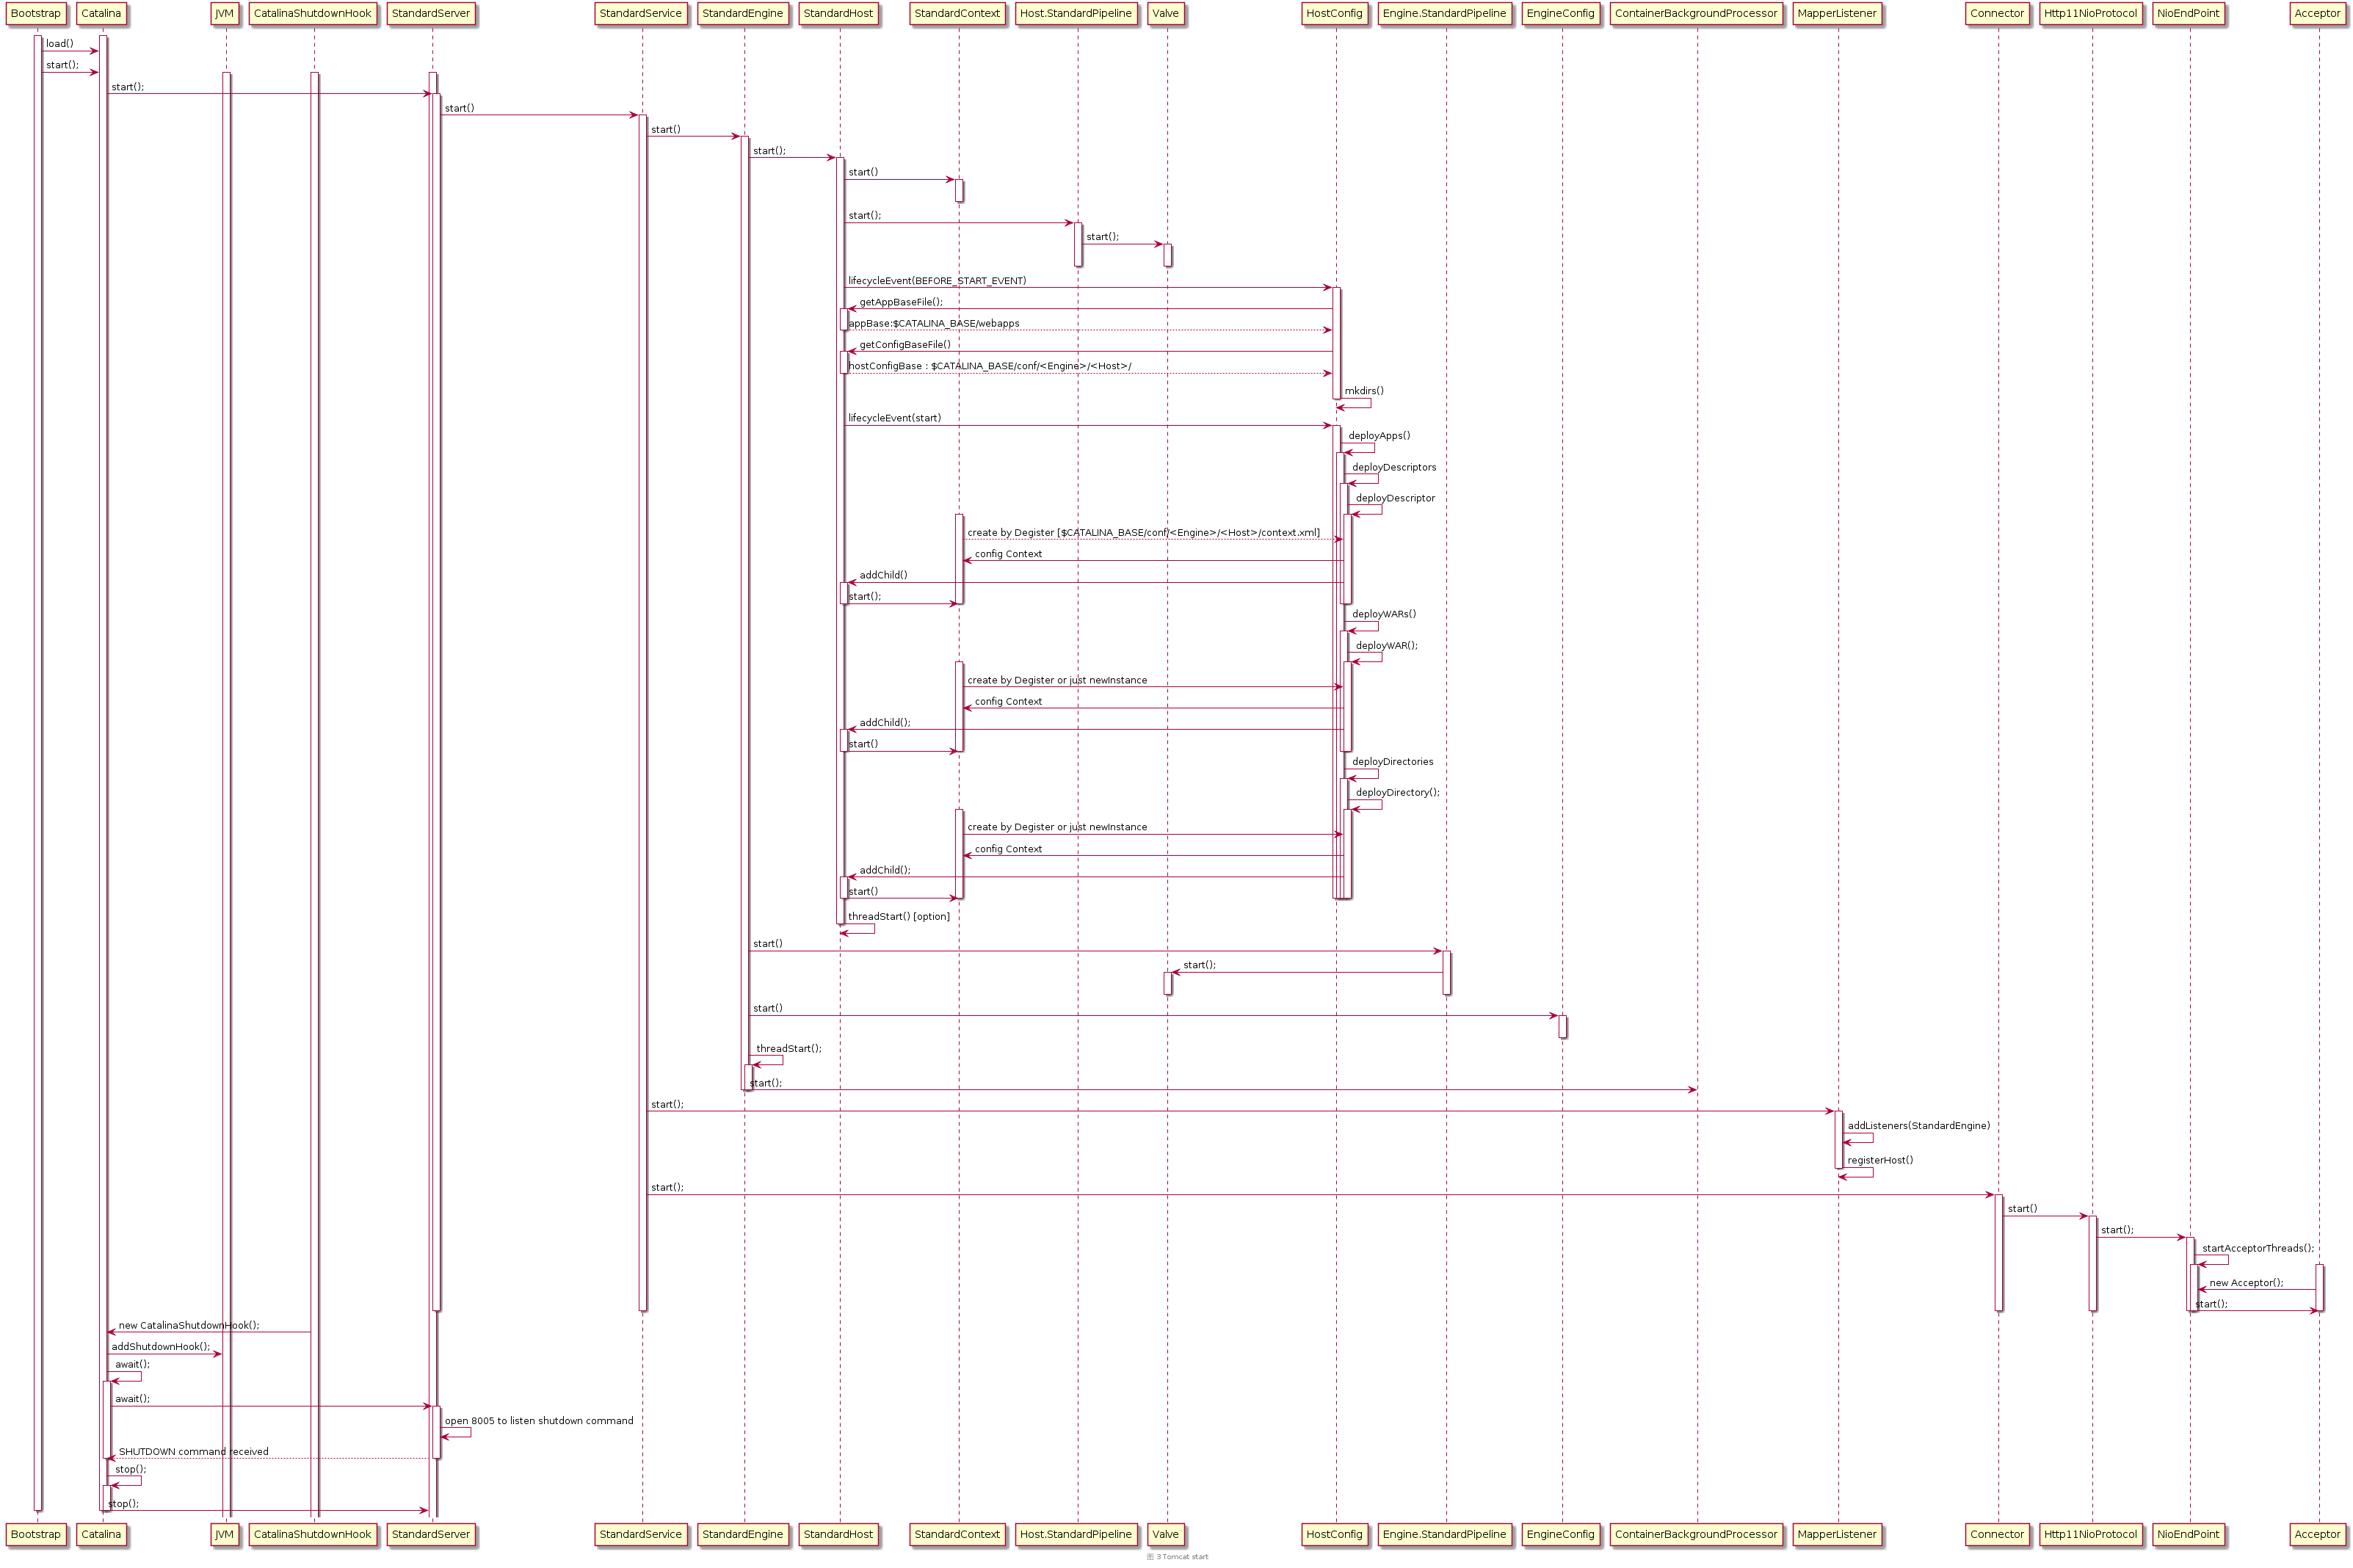 Bootstrap Catalina JVM CatalinaShutdownHook StandardServer StandardService StandardEngine StandardHost StandardContext Host.StandardPipeline Valve HostConfig Engine.StandardPipeline EngineConfig ContainerBackgroundProcessor MapperListener Connector Http11NioProtocol NioEndPoint Acceptor
load()
start();
start();
start()
start()
start();
start()
start();
start();
lifecycleEvent(BEFORE_START_EVENT)
getAppBaseFile();
appBase:$CATALINA_BASE/webapps
getConfigBaseFile()
hostConfigBase : $CATALINA_BASE/conf/<Engine>/<Host>/
mkdirs()
lifecycleEvent(start)
deployApps()
deployDescriptors
deployDescriptor
create by Degister [$CATALINA_BASE/conf/<Engine>/<Host>/context.xml]
config Context
addChild()
start();
deployWARs()
deployWAR();
create by Degister or just newInstance
config Context
addChild();
start()
deployDirectories
deployDirectory();
create by Degister or just newInstance
config Context
addChild();
start()
threadStart() [option]
start()
start();
start()
threadStart();
start();
start();
addListeners(StandardEngine)
registerHost()
start();
start()
start();
startAcceptorThreads();
new Acceptor();
start();
new CatalinaShutdownHook();
addShutdownHook();
await();
await();
open 8005 to listen shutdown command
SHUTDOWN command received
stop();
stop();
Bootstrap Catalina JVM CatalinaShutdownHook StandardServer StandardService StandardEngine StandardHost StandardContext Host.StandardPipeline Valve HostConfig Engine.StandardPipeline EngineConfig ContainerBackgroundProcessor MapperListener Connector Http11NioProtocol NioEndPoint Acceptor
图 3 Tomcat start